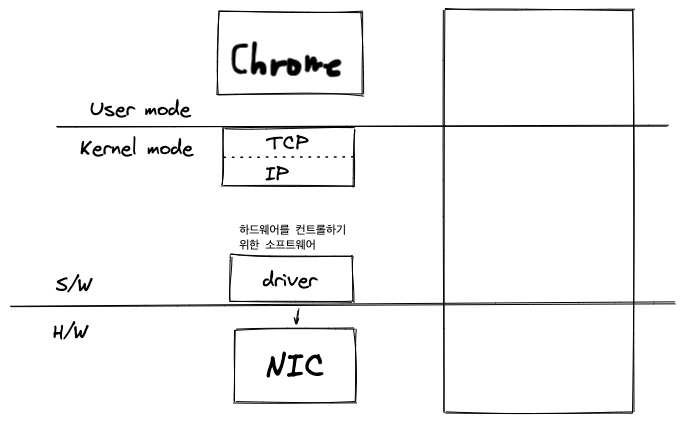 Chrome
User mode
Kernel mode
TCP
IP
하드웨어를 컨트롤하기
위한 소프트웨어
driver
S/W
H/W
NIC